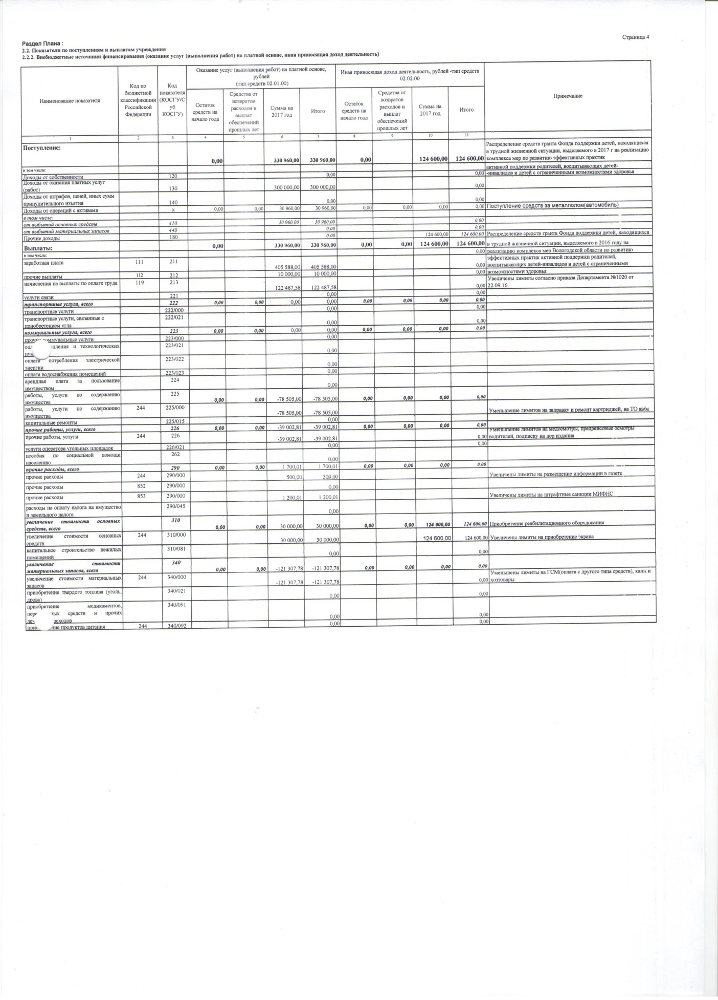 Страница 4
Раздел Плана :
2.2. Показатели по поступлениям и выплатам учреждения
2.2.2. Внебюджетные источники финансирования (оказание услуг (выполнения работ) на платной основе, иная приносящая доход деятельность)
Наименование показателя
Код по бюджетной классификации Российской Федерации
Код показателя (КОСГУ/Суб КОСГУ)
Оказание услуг (выполнения работ) на платной основе, рублей
(тип средств 02.01.00)
Иная приносящая доход деятельность, рублей -тип средств 02.02.00
Примечание
Остаток средств на начало года
Средства от возвратов расходов и выплат обеспечений прошлых лет
Сумма на 2017 год
Итого
Остаток средств на начало года
Средства от возвратов расходов и выплат обеспечений прошлых лет
Сумма на 2017 год
Итого
1 2 3 4 5 6 7 8 9 10 11
Поступление: 0,00 330 960,00 330 960,00 0,00 124 600,00 124 600,00
Распределение средств гранта Фонда поддержки детей, находящихся
в трудной жизненной ситуации, выделяемого в 2017 г на реализацию
комплекса мер по развитию эффективных практик
в том числе: активной поддержки родителей, воспитывающих детей-
Доходы от собственности 120 0,00 0,00 -инвалидов и детей с ограниченными возможностями здоровья
Доходы от оказания платных услуг
(работ) 130 300 000,00 300 000,00 0,00
Доходы от штрафов, пеней, иных сумм
принудительного изъятия 140 0,00 0,00
Доходы от операций с активами х 0,00 0,00 30 960,00 30 960,00 0,00 0,00 0,00 0,00 Поступление средств за металлолом(автомобиль)
в том числе:
от выбытий основных средств 410 30 960,00 30 960,00 0,00
от выбытий материальных запасов 440 0,00 0,00
Прочие доходы 180 0,00 124 600,00 124 600,00 Распределение средств гранта Фонда поддержки детей, находящихся
Выплаты: 0,00 330 960,00 330 960,00 0,00 0,00 124 600,00 124 600,00 в трудной жизненной ситуации, выделяемого в 2016 году на
в том числе: 0,00 реализацию комплекса мер Вологодской области по развитию
заработная плата 111 211 405 588,00 405 588,00 0,00
эффективных практик активной поддержки родителей,
воспитывающих детей-инвалидов и детей с ограниченными
прочие выплаты 112 212 10 000,00 10 000,00 0,00 возможностями здоровья
начисления на выплаты по оплате труда 119 213 122 487,58 122 487,58 0,00
Увеличены лимиты согласно приказа Департамента №1020 от
22.09.16
услуги связи 221 0,00 0,00
транспортные услуги, всего 222 0,00 0,00 0,00 0,00 0,00 0,00 0,00 0,00
транспортные услуги 222/000 0,00 0,00
транспортные услуги, связанные с
приобретением угля 222/021 0,00 0,00
коммунальные услуги, всего 223 0,00 0,00 0,00 0,00 0,00 0,00 0,00 0,00
коммунальные услуги 223/000 0,00
и технологических 223/021 0,00
оплата потребления электрической
энергии 223/022 0,00
оплата водоснабжения помещений 223/023 0,00
арендная плата за пользование
имуществом 224 0,00
работы, услуги по содержанию
имущества 225 0,00 0,00 -78 505,00 -78 505,00 0,00 0,00 0,00 0,00
работы, услуги по содержанию
имущества 244 225/000 -78 505,00 -78 505,00 Уменьшение лимитов на заправку и ремонт картриджей, на ТО ав/м
капитальные ремонты 225/015 0,00
прочие работы, услуги, всего 226 0,00 0,00 -39 002,81 -39 002,81 0,00 0,00 0,00 0,00
прочие работы, услуги 244 226 -39 002,81 -39 002,81 0,00
Уменьшение лимитов на медосмотры, предрейсовые осмотры
водителей, подписку на пер.издания
услуги оператора угольных площадок 226/021 0,00 0,00
пособия по социальной помощи
населению 262 0,00
прочие расходы, всего 290 0,00 0,00 1 700,01 1 700,01 0,00 0,00 0,00 0,00
прочие расходы 244 290/000 500,00 500,00 Увеличены лимиты на размещение информации в газете
прочие расходы 852 290/000 0,00
прочие расходы 853 290/000 1 200,01 1 200,01 Увеличены лимиты на штрафтные санкции МИФНС
расходы на оплату налога на имущество
и земельного налога 290/045 0,00
увеличение стоимости основных
средств, всего 310 0,00 0,00 30 000,00 30 000,00 0,00 0,00 124 600,00 124 600,00 Приобретение реабилитационного оборудования
увеличение стоимости основных
средств 244 310/000 30 000,00 30 000,00 124 600,00 124 600,00 Увеличены лимиты на приобретение экрана
капитальное строительство нежилых
помещений 310/081 0,00 0,00
увеличение стоимости
материальных запасов, всего 340 0,00 0,00 -121 307,78 -121 307,78 0,00 0,00 0,00 0,00
увеличение стоимости материальных
запасов 244 340/000 -121 307,78 -121 307,78 0,00
Уменьшены лимиты на ГСМ(оплата с другого типа средств), канц и
хозтовары
приобретение твердого топлива (уголь,
дрова) 340/021 0,00 0,00
приобретение медикаментов,
средств и прочих
340/091 0,00 0,00
продуктов питания 244 340/092 0,00 0,00